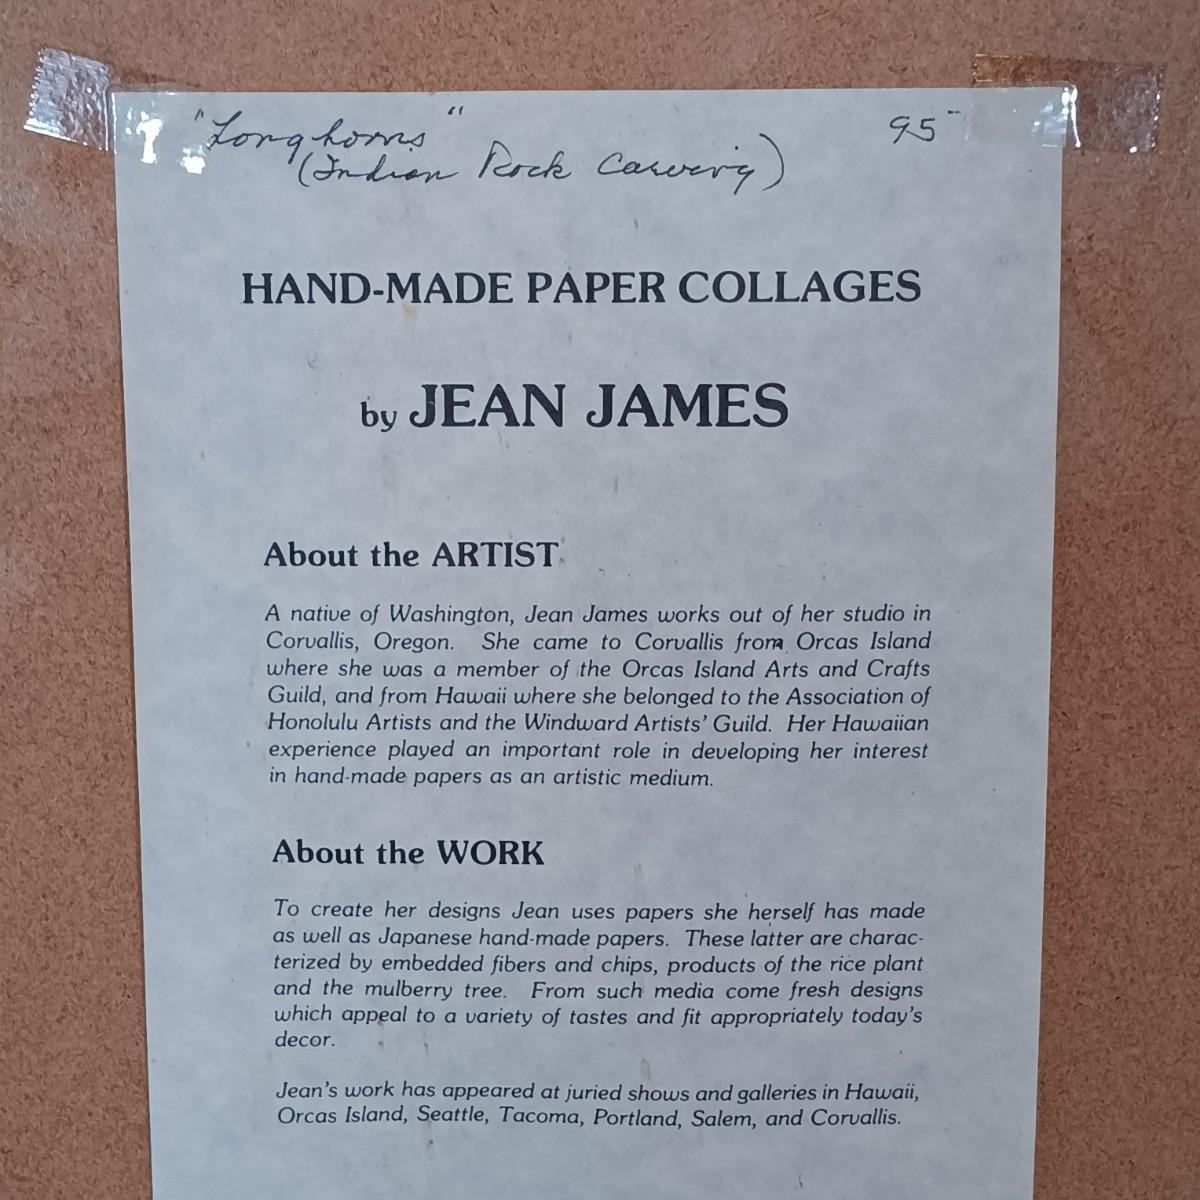 "Longhorns" 95-
(Indian Rock Carving)
HAND-MADE PAPER COLLAGES
by JEAN JAMES
About the ARTIST
A native of Washington, Jean James works out of her studio in
Corvallis, Oregon. She came to Corvallis from Orcas Island
where she was a member of the Orcas Island Arts and Crafts
Guild, and from Hawaii where she belonged to the Association of
Honolulu Artists and the Windward Artists' Guild. Her Hawaiian
experience played an important role in developing her interest
in hand-made papers as an artistic medium.
About the WORK
To create her designs Jean uses papers she herself has made
as well as Japanese hand-made papers. These latter are charac-
terized by embedded fibers and chips, products of the rice plant
and the mulberry tree. From such media come fresh designs
which appeal to a variety of tastes and fit appropriately today's
decor.
Jean's work has appeared at juried shows and galleries in Hawaii,
Orcas Island, Seattle, Tacoma, Portland, Salem, and Corvallis.